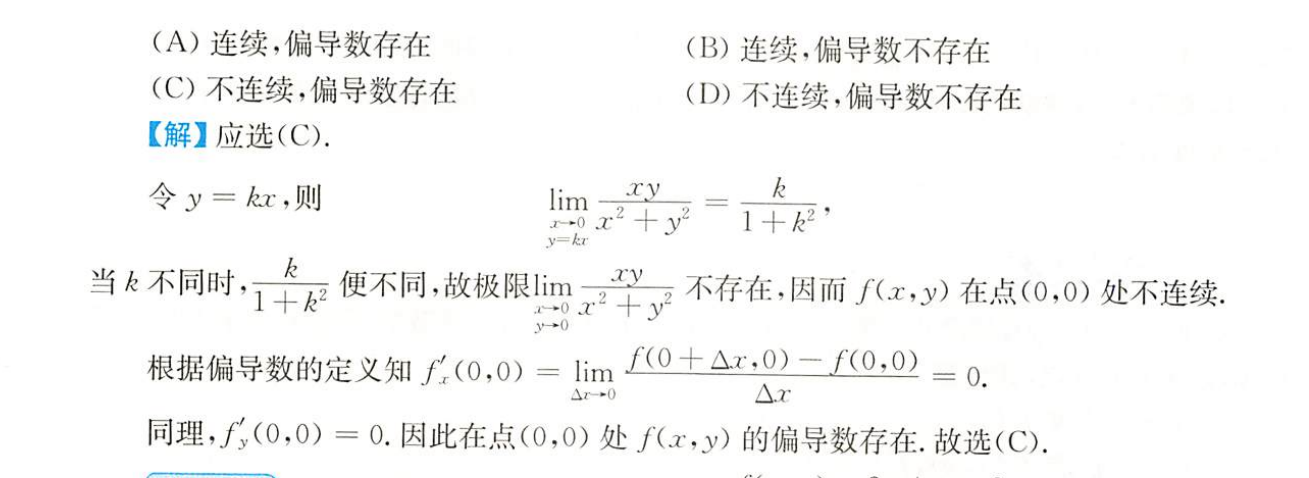 (A) 连续,偏导数存在 (B) 连续,偏导数不存在
(C) 不连续,偏导数存在 (D) 不连续,偏导数不存在
【解】应选(C).
令 $y = kx$,则 $\lim\limits_{\substack{x\to 0\\ y=kx}} \frac{xy}{x^2+y^2} = \frac{k}{1+k^2}$,
当 $k$ 不同时,$\frac{k}{1+k^2}$ 便不同,故极限$\lim\limits_{\substack{x\to 0\\ y\to 0}} \frac{xy}{x^2+y^2}$ 不存在,因而 $f(x,y)$ 在点(0,0) 处不连续.
根据偏导数的定义知 $f'_x(0,0) = \lim\limits_{\Delta x\to 0} \frac{f(0+\Delta x,0)-f(0,0)}{\Delta x} = 0.$
同理,$f'_y(0,0) = 0.$ 因此在点(0,0) 处 $f(x,y)$ 的偏导数存在. 故选(C).